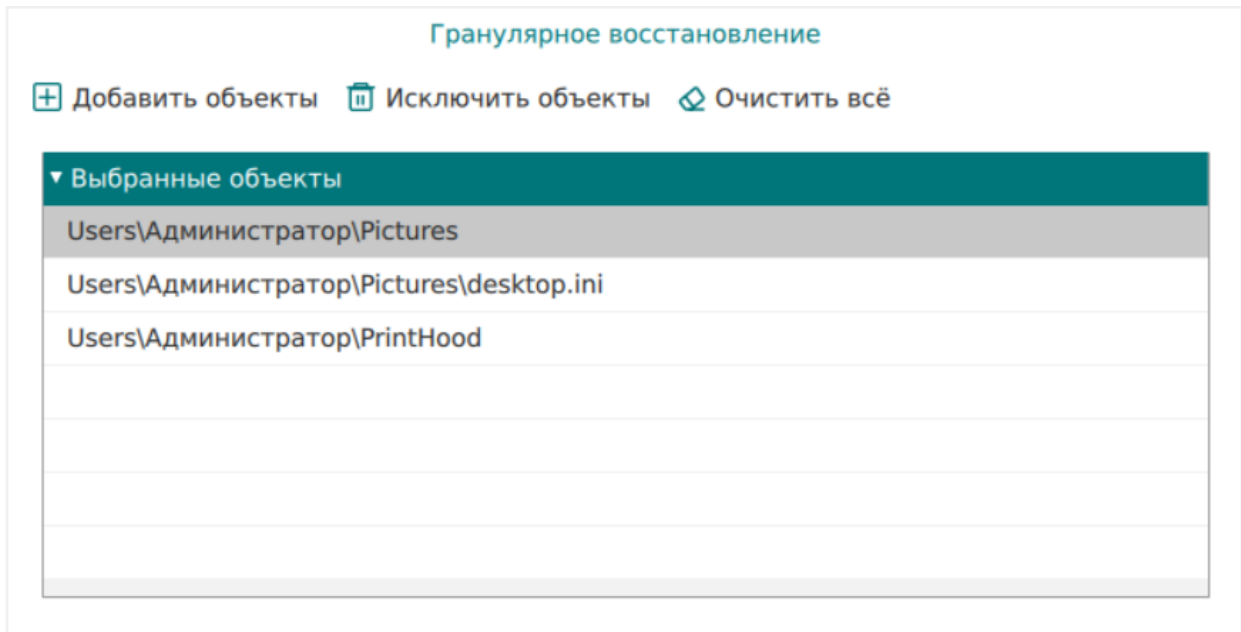 Гранулярное восстановление
Добавить объекты Исключить объекты Очистить всё
Выбранные объекты
Users\Администратор\Pictures
Users\Администратор\Pictures\desktop.ini
Users\Администратор\PrintHood